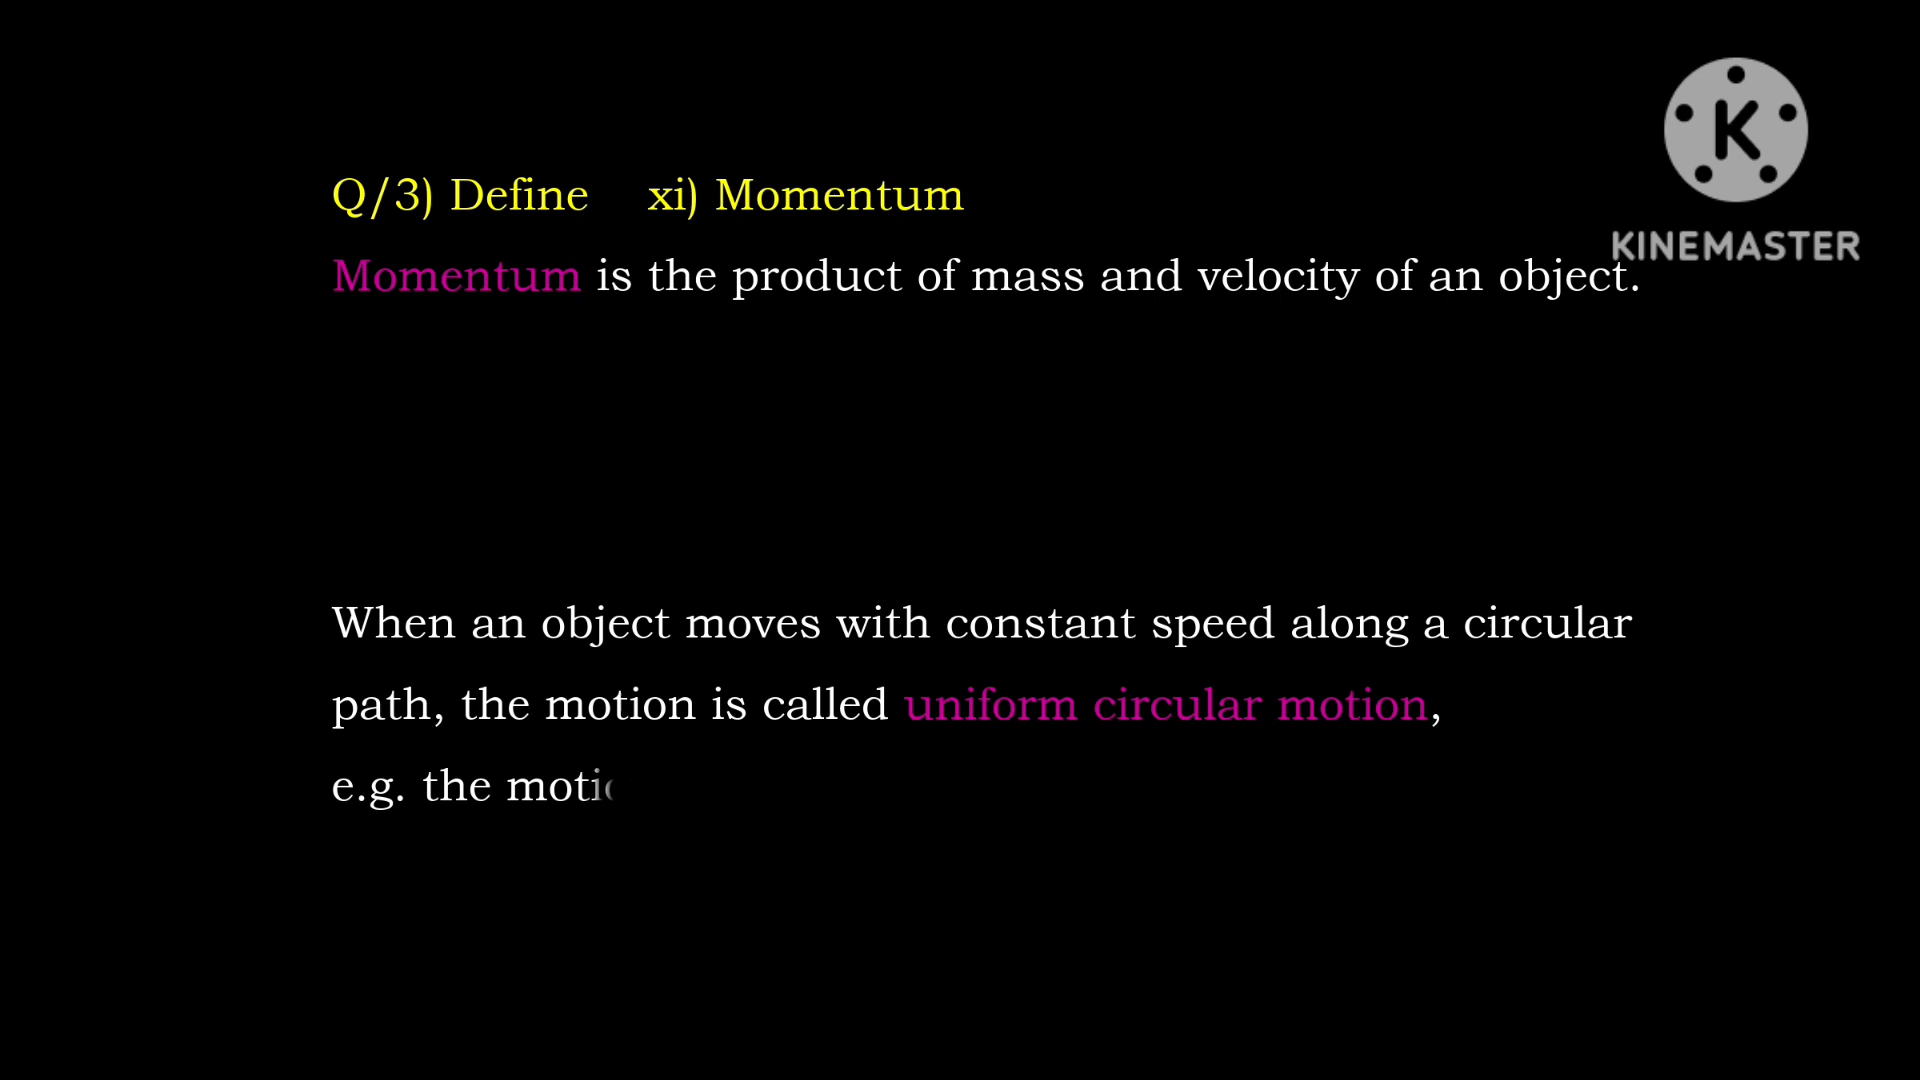 Q/3) Define xi) Momentum
KINEMASTER
Momentum is the product of mass and velocity of an object.
When an object moves with constant speed along a circular
path, the motion is called uniform circular motion,
e.g. the